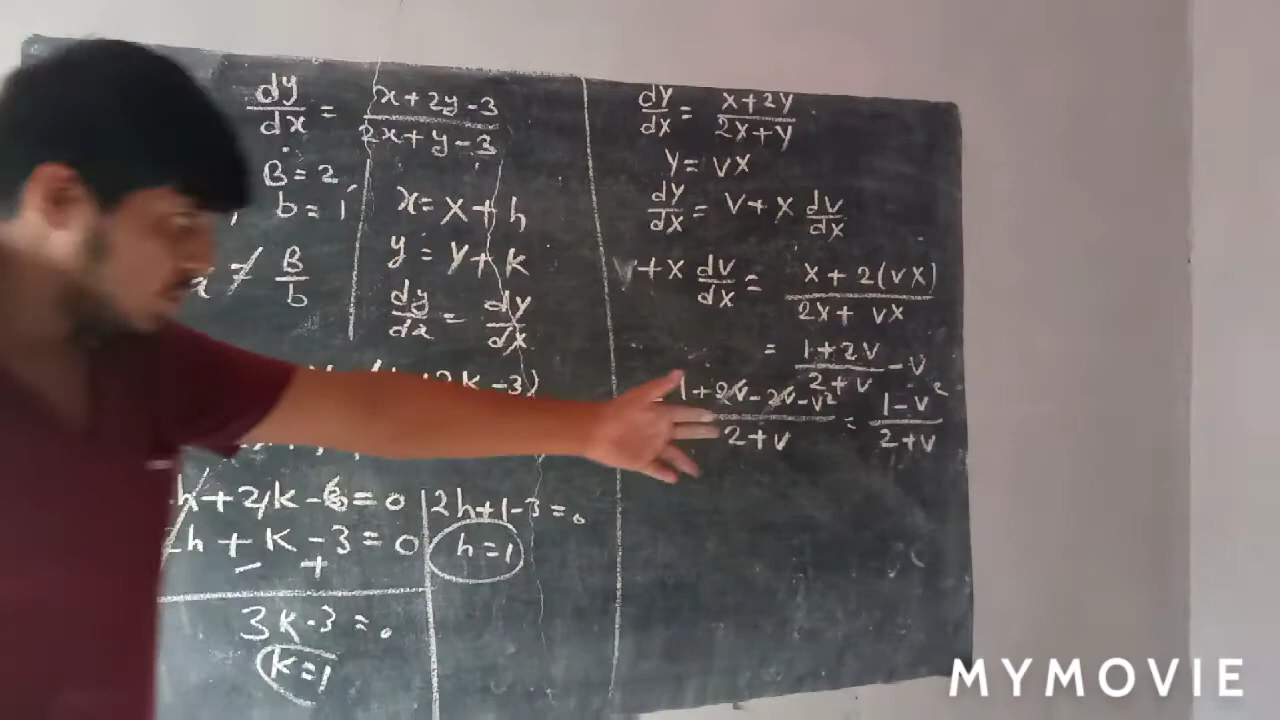 dy/dx = x+2y-3/2x+y-3
B=2,
b=1
x = X+h
y = Y+k
≠ B/b
dy/dx = dY/dX
+2k-3)
h+2k-6=0
2h+k-3=0
- +
3k-3=0
k=1
2h+1-3=0
h=1
dY/dX = X+2Y/2X+Y
Y= VX
dY/dX = V+X dV/dX
V+X dV/dX = X+2(VX)/2X+VX
= 1+2V/2+V -V
1+2V-2V-V²/2+V = 1-V²/2+V
MYMOVIE